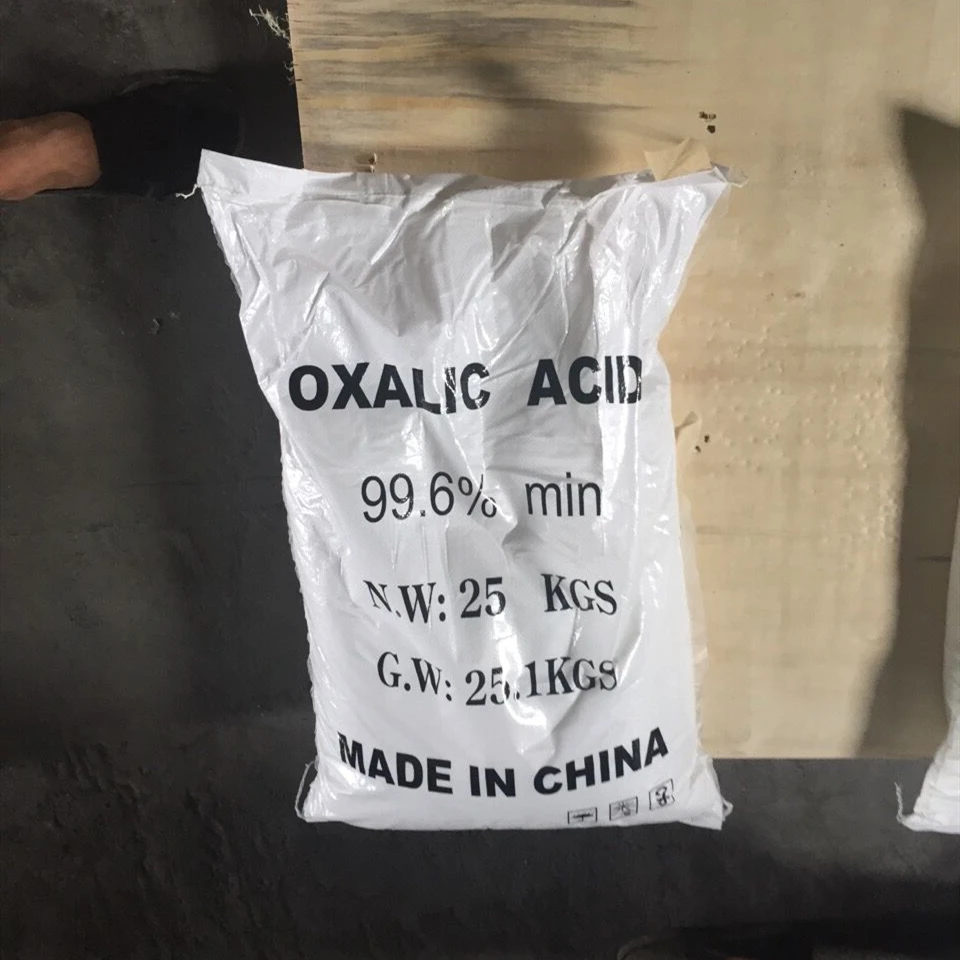 OXALIC ACID
99.6% min
N.W: 25 KGS
G.W: 25.1KGS
MADE IN CHINA